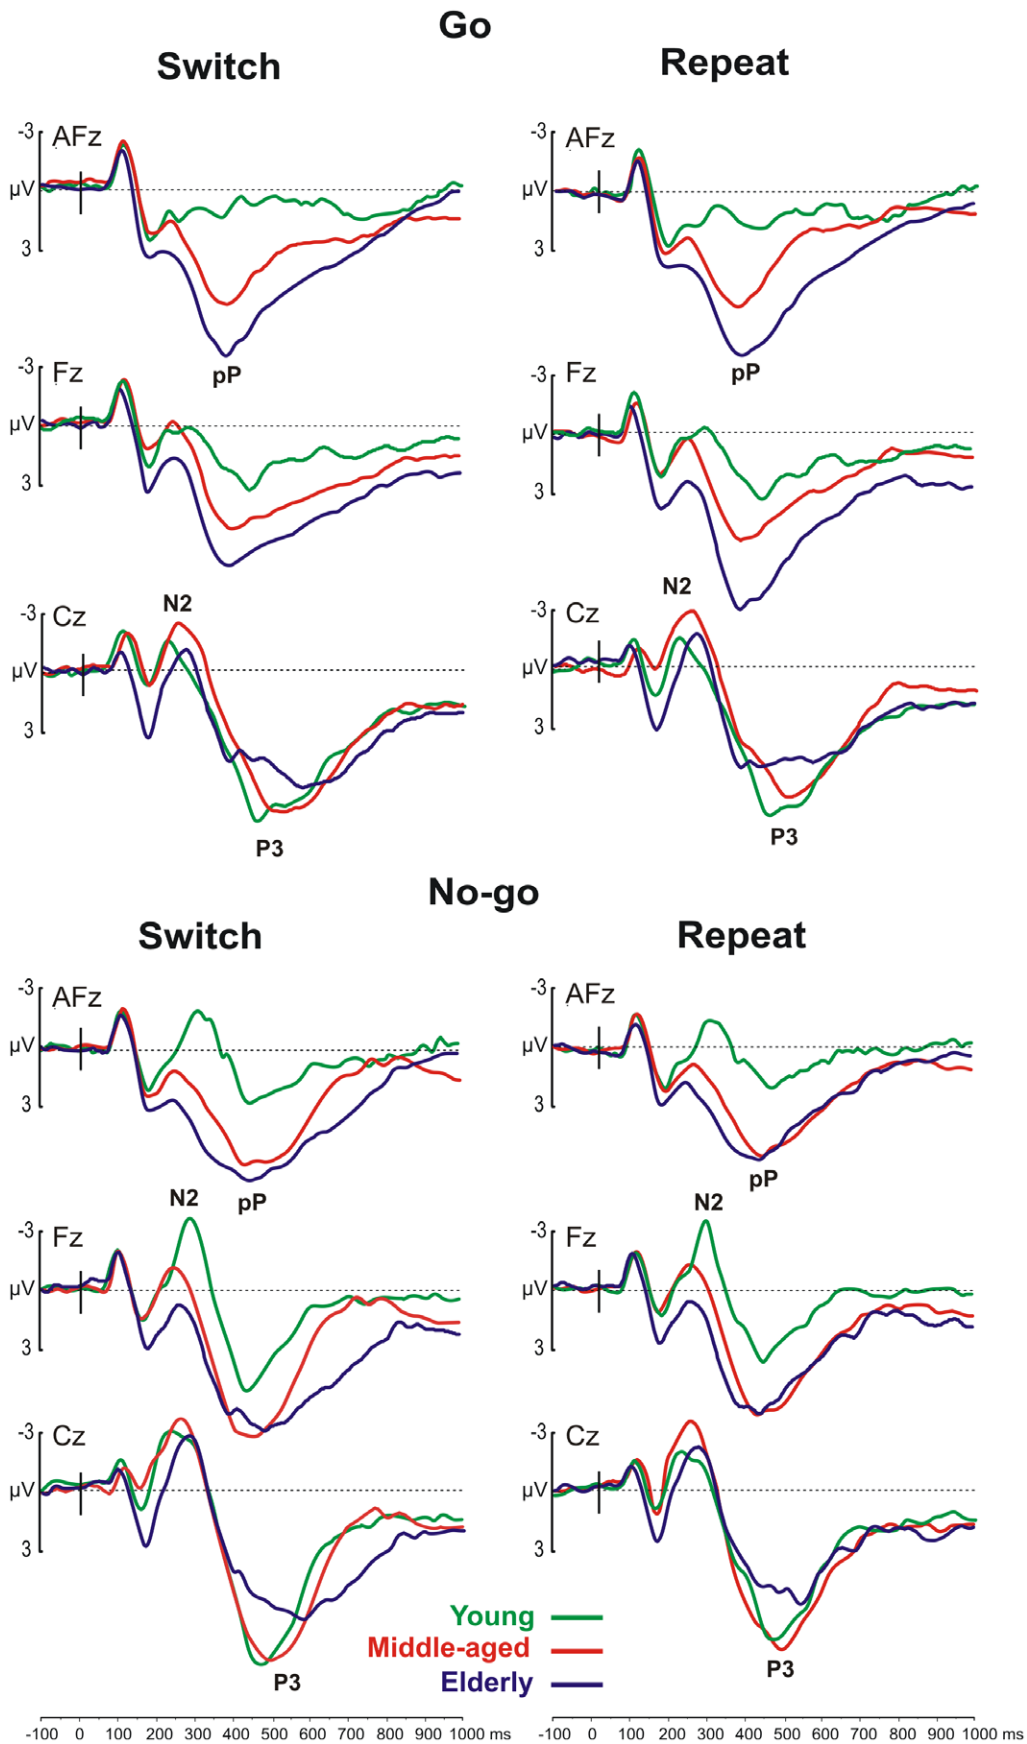 Go
Switch Repeat
-3 AFz -3 AFz
µV µV
3 3
pP pP
-3 Fz -3 Fz
µV µV
3 3
N2 N2
-3 Cz -3 Cz
µV µV
3 3
P3 P3
No-go
Switch Repeat
-3 AFz -3 AFz
µV µV
3 3
pP pP
N2 N2
-3 Fz -3 Fz
µV µV
3 3
-3 Cz -3 Cz
µV µV
3 3
Young
Middle-aged
Elderly
P3 P3
-100 0 100 200 300 400 500 600 700 800 900 1000 ms -100 0 100 200 300 400 500 600 700 800 900 1000 ms